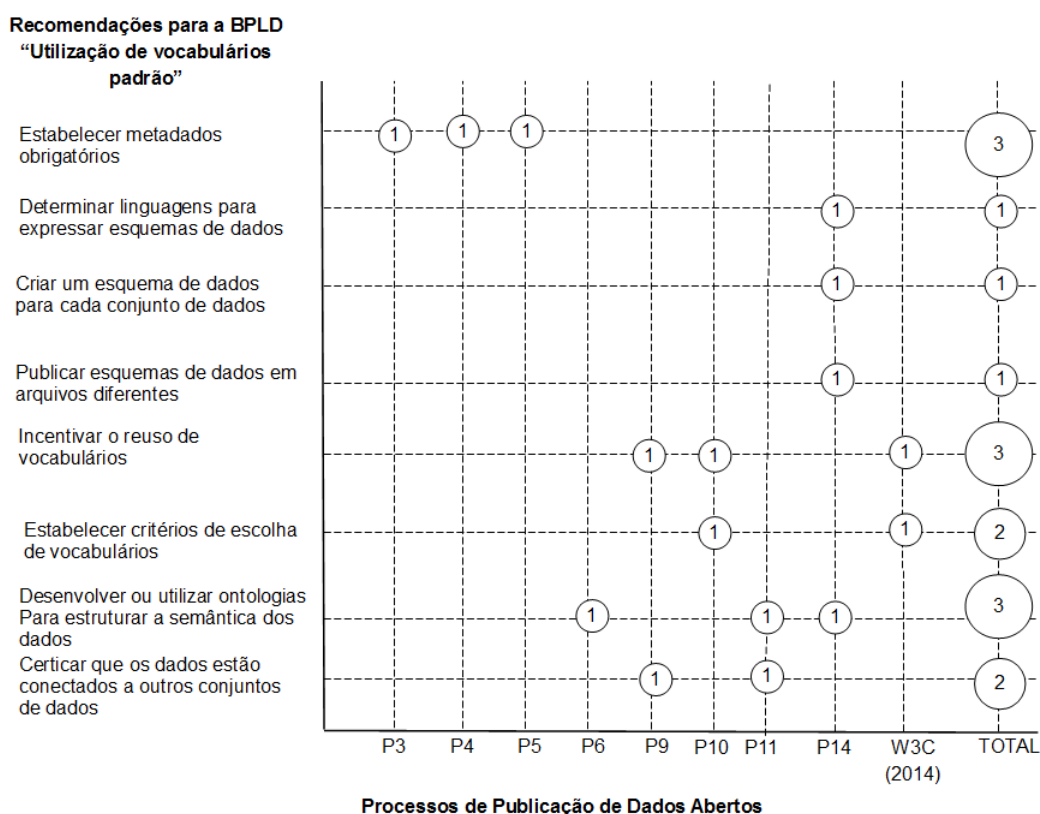 Recomendações para a BPLD
“Utilização de vocabulários
padrão”
Estabelecer metadados
obrigatórios
1 1 1 3
Determinar linguagens para
expressar esquemas de dados
1 1
Criar um esquema de dados
para cada conjunto de dados
1 1
Publicar esquemas de dados em
arquivos diferentes
1 1
Incentivar o reuso de
vocabulários
1 1 1 3
Estabelecer critérios de escolha
de vocabulários
1 1 2
Desenvolver ou utilizar ontologias
Para estruturar a semântica dos
dados
1 1 1 3
Certicar que os dados estão
conectados a outros conjuntos
de dados
1 1 2
P3 P4 P5 P6 P9 P10 P11 P14 W3C TOTAL
(2014)
Processos de Publicação de Dados Abertos